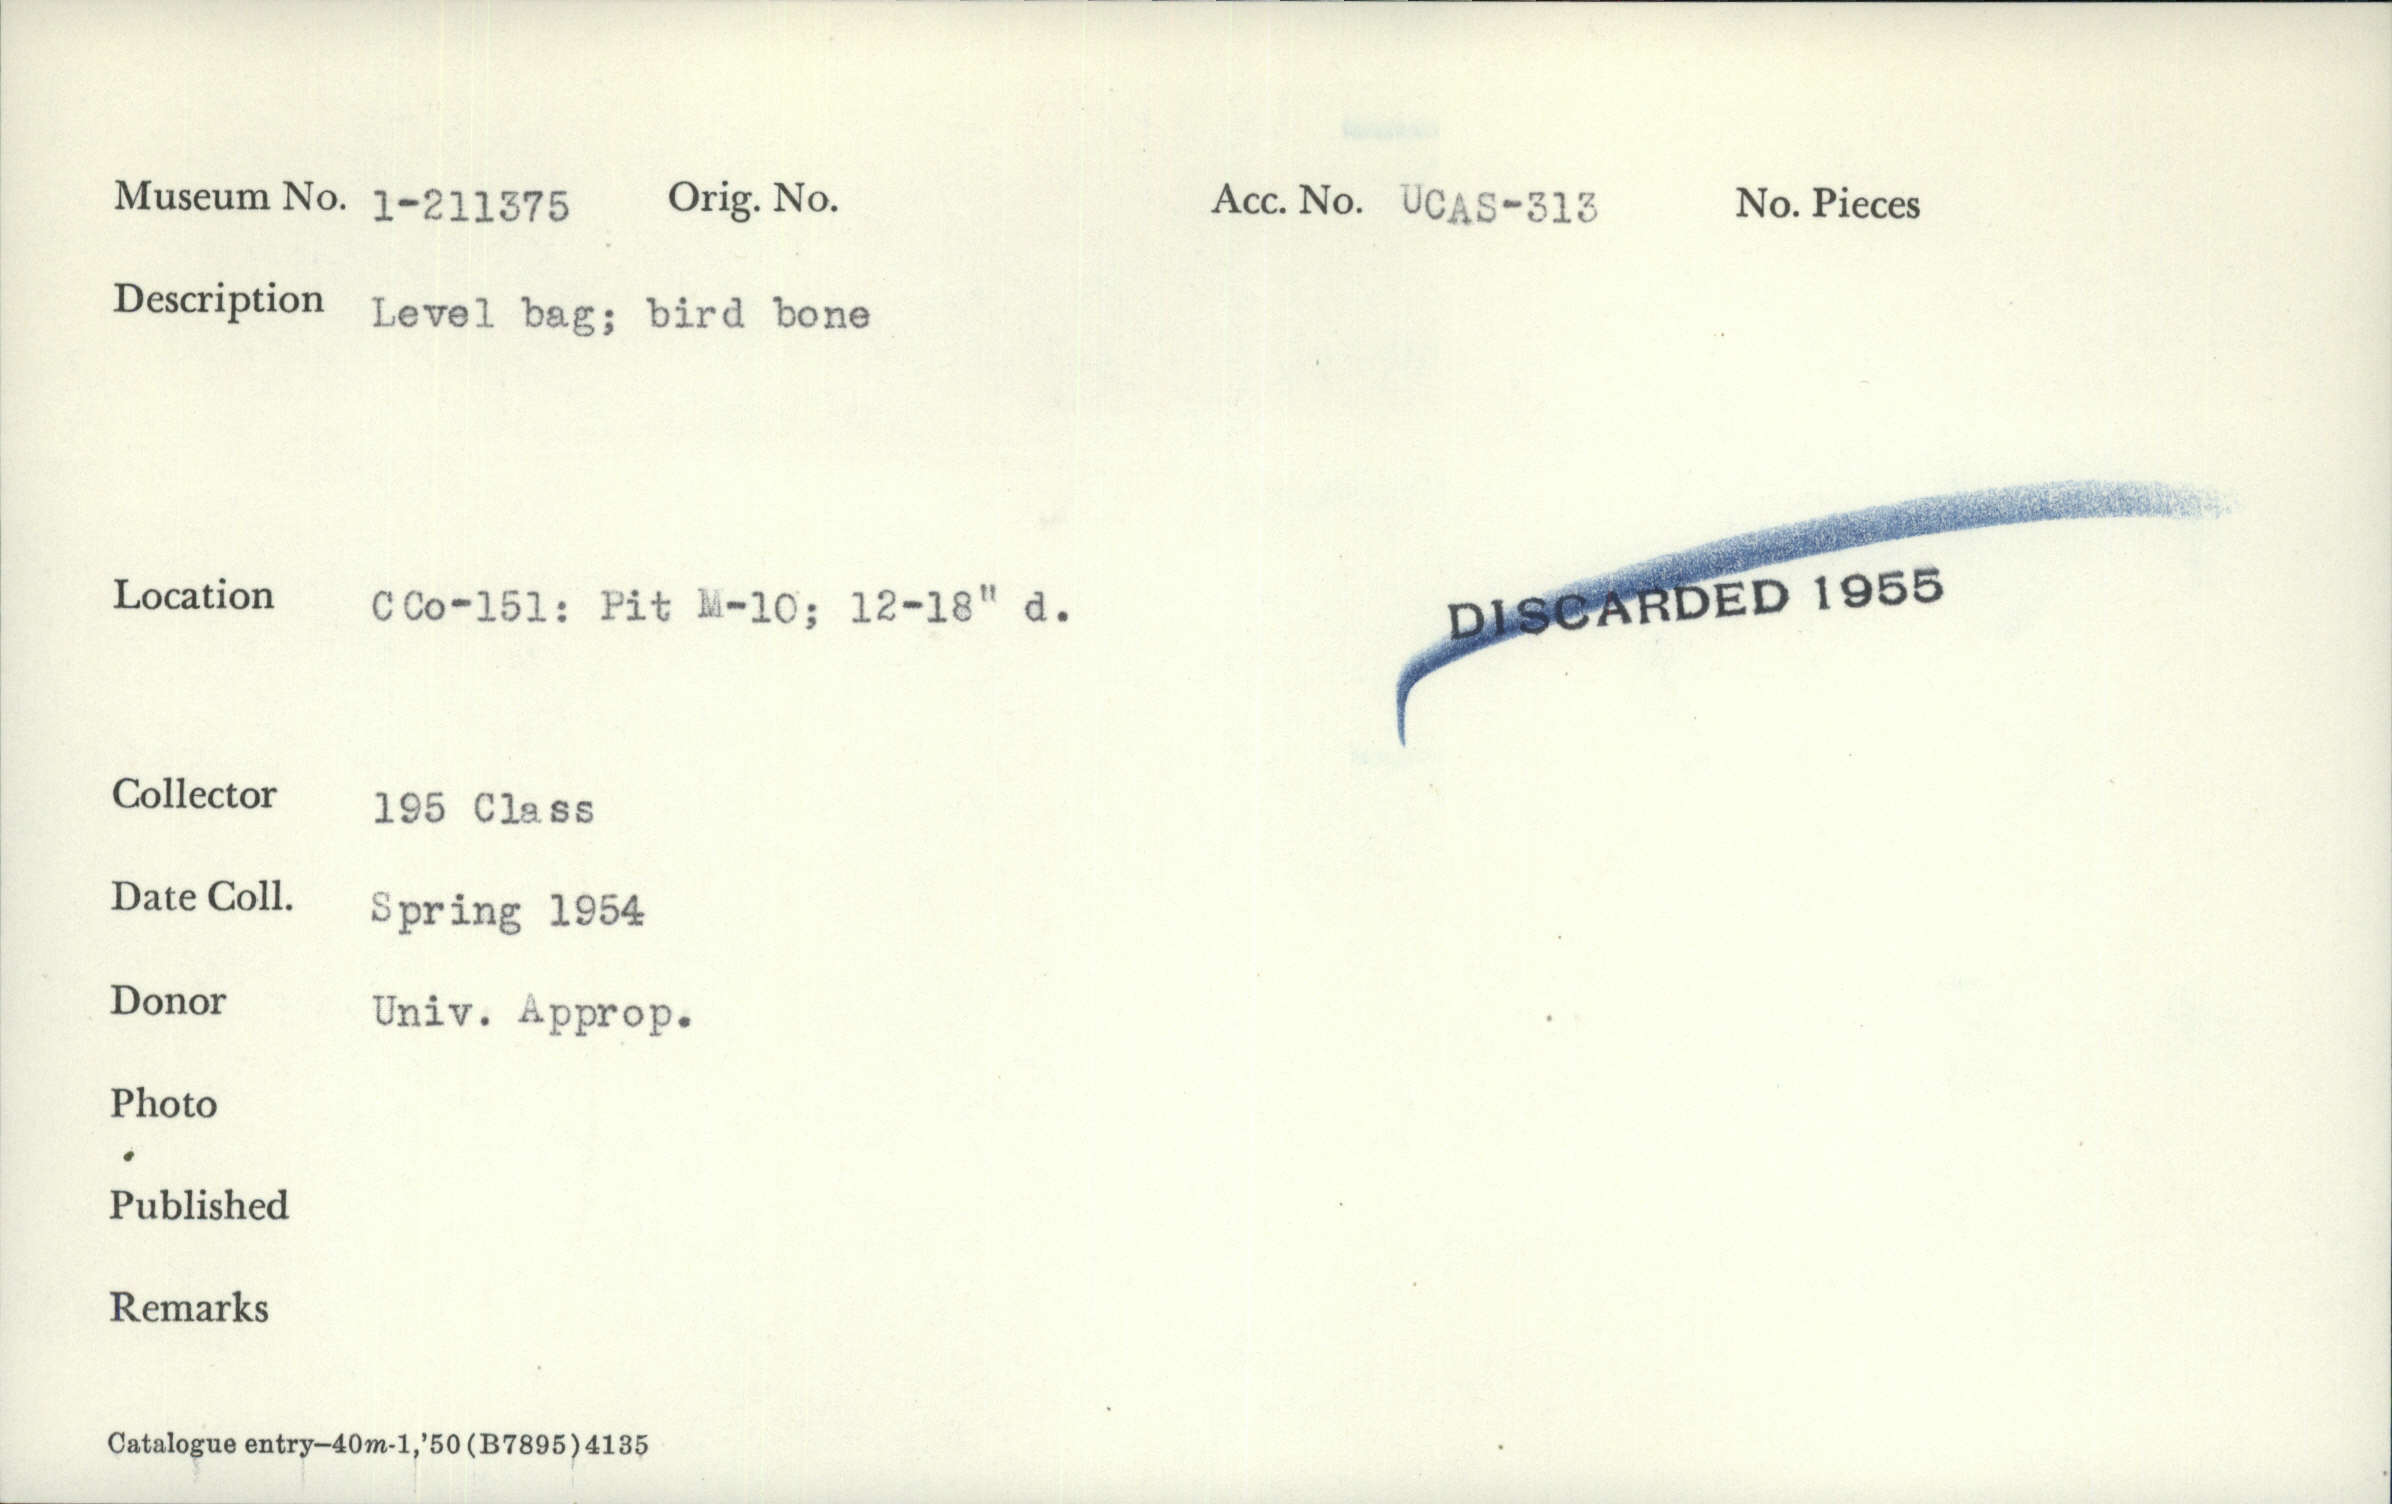 Museum No. 1-211375 Orig. No. Acc. No. UCAS-313 No. Pieces
Description Level bag; bird bone
Location CCo-151: Pit M-10; 12-18" d.
DISCARDED 1955
Collector 195 Class
Date Coll. Spring 1954
Donor Univ. Approp.
Photo
Published
Remarks
Catalogue entry–40m-1,'50(B7895)4135